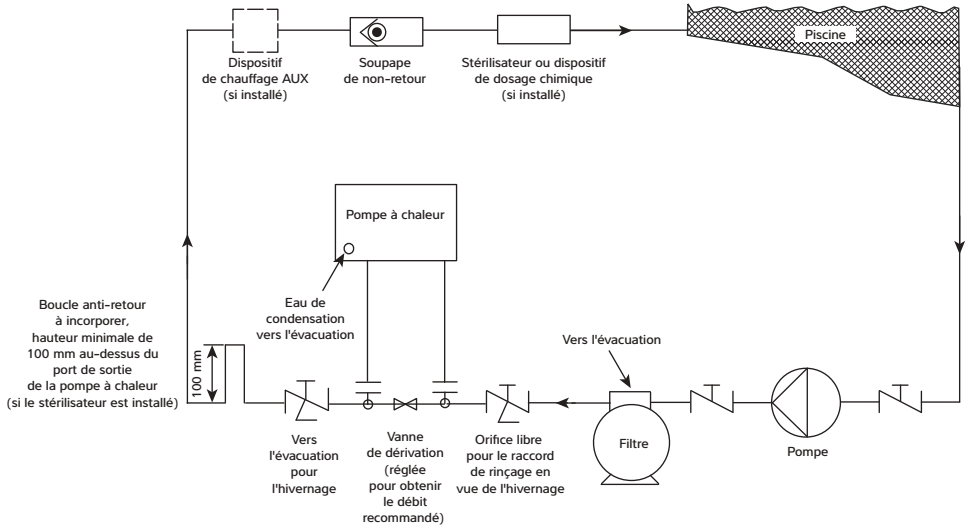 Piscine
Dispositif
de chauffage AUX
(si installé)
Soupape
de non-retour
Stérilisateur ou dispositif
de dosage chimique
(si installé)
Pompe à chaleur
Eau de
condensation
vers l'évacuation
Boucle anti-retour
à incorporer,
hauteur minimale de
100 mm au-dessus du
port de sortie
de la pompe à chaleur
(si le stérilisateur est installé)
100 mm
Vers l'évacuation
Filtre
Pompe
Vers
l'évacuation
pour
l'hivernage
Vanne
de dérivation
(réglée
pour obtenir
le débit
recommandé)
Orifice libre
pour le raccord
de rinçage en
vue de l'hivernage